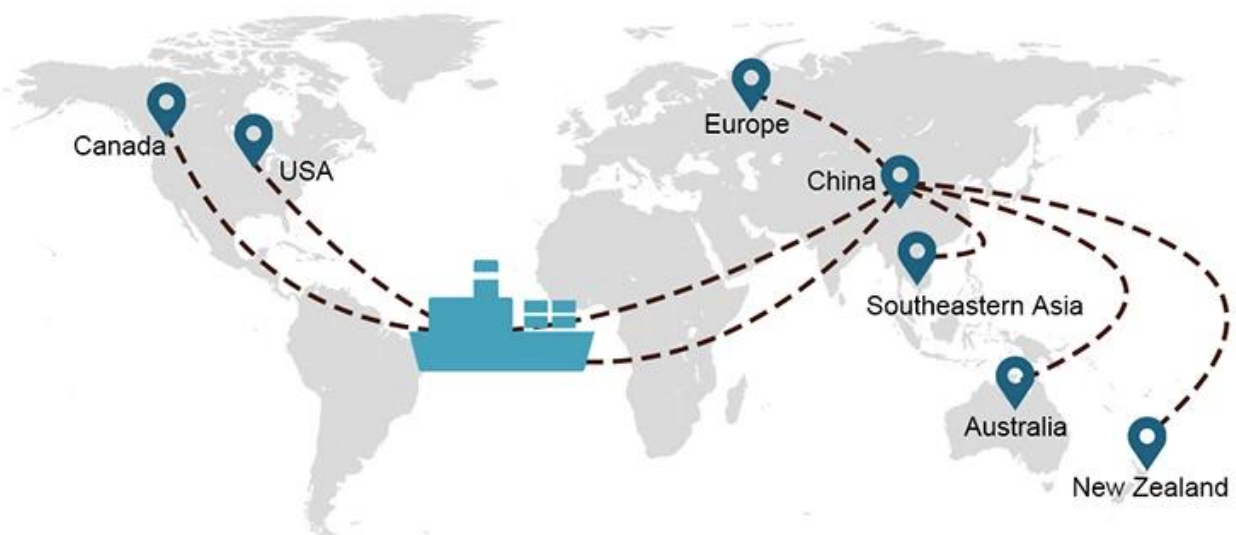 Canada
USA
Europe
China
Southeastern Asia
Australia
New Zealand